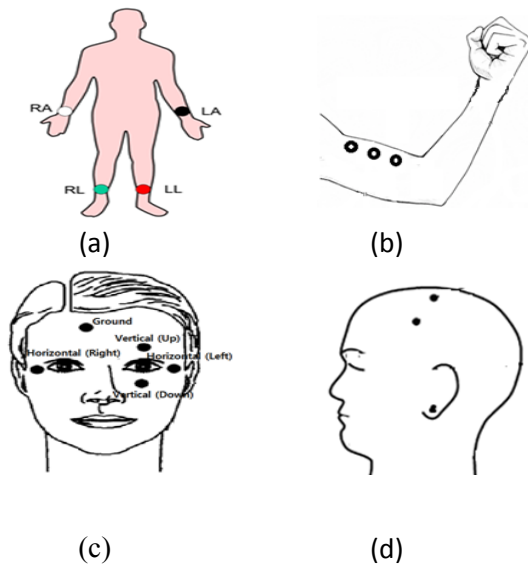 RA LA
RL LL
(a) (b)
Ground
Vertical (Up)
Horizontal (Right) Horizontal (Left)
Vertical (Down)
(c) (d)